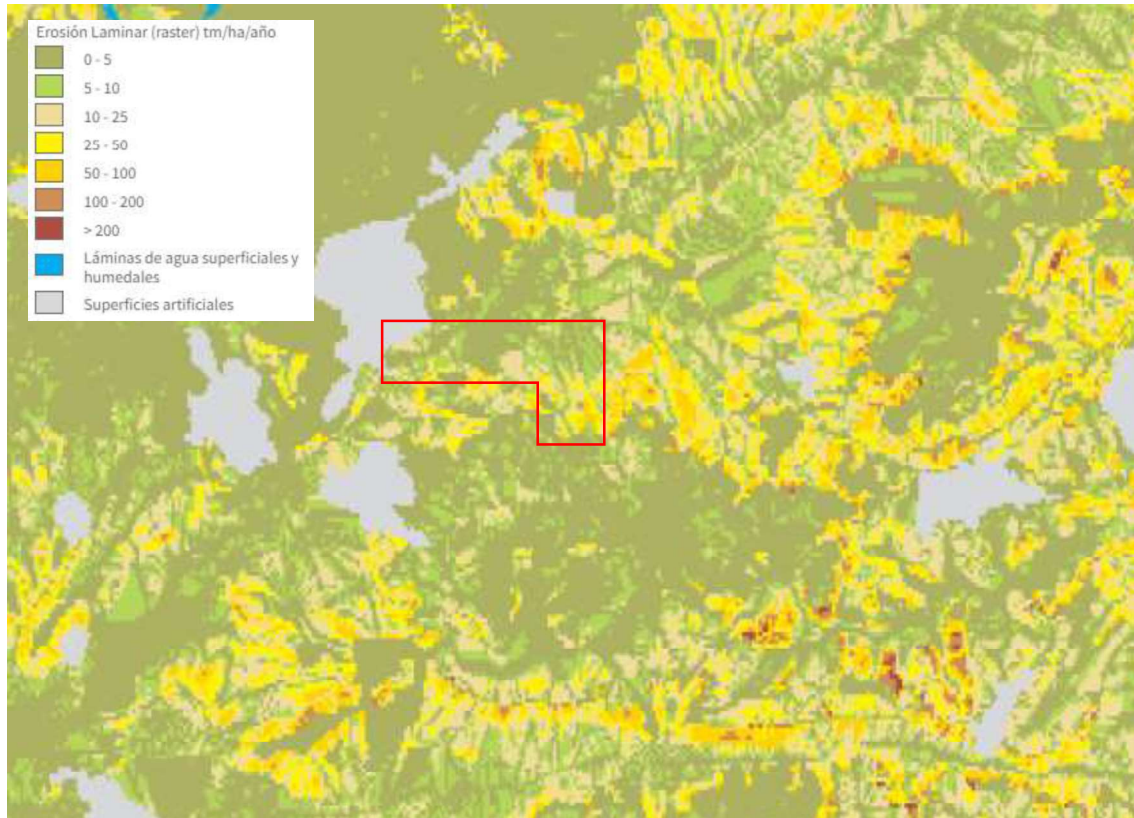 Erosión Laminar (raster) tm/ha/año
0 - 5
5 - 10
10 - 25
25 - 50
50 - 100
100 - 200
> 200
Láminas de agua superficiales y
humedales
Superficies artificiales